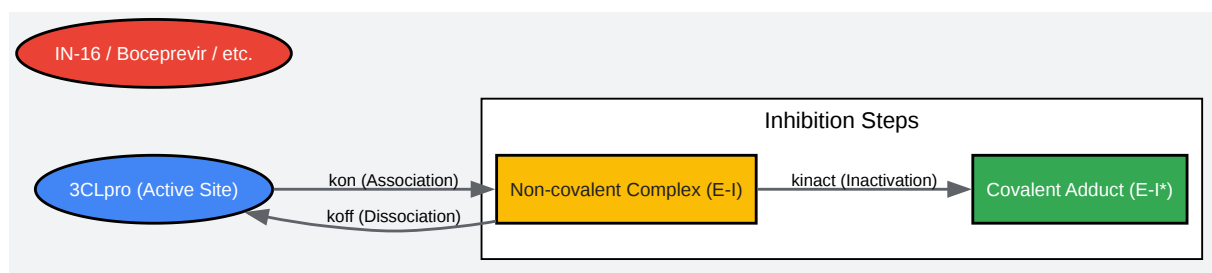 IN-16 / Boceprevir / etc.
Inhibition Steps
3CLpro (Active Site)
kon (Association)
koff (Dissociation)
Non-covalent Complex (E-I)
kinact (Inactivation)
Covalent Adduct (E-I*)